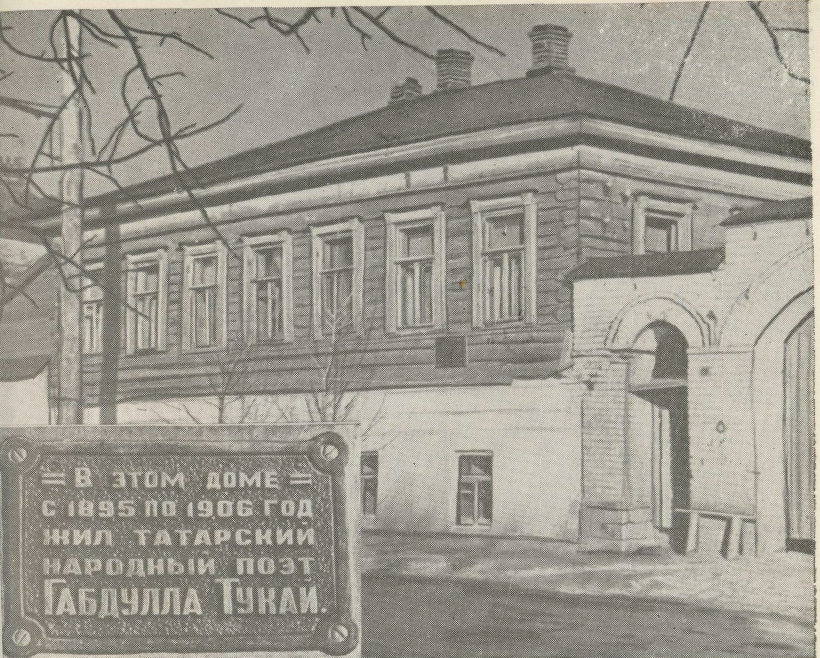 = В ЭТОМ ДОМЕ =
С 1895 ПО 1906 ГОД
ЖИЛ ТАТАРСКИЙ
НАРОДНЫЙ ПОЭТ
ГАБДУЛЛА ТУКАЙ.